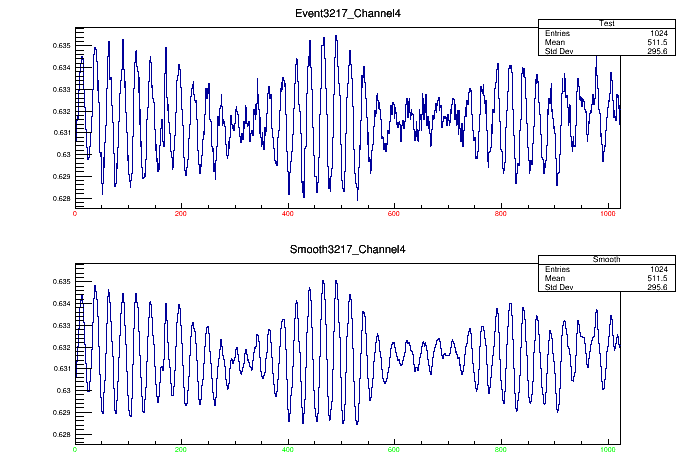 Event3217_Channel4
Test
Entries 1024
Mean 511.5
Std Dev 295.6
0.635
0.634
0.633
0.632
0.631
0.63
0.629
0.628
0 200 400 600 800 1000
Smooth3217_Channel4
Smooth
Entries 1024
Mean 511.5
Std Dev 295.6
0.635
0.634
0.633
0.632
0.631
0.63
0.629
0.628
0 200 400 600 800 1000